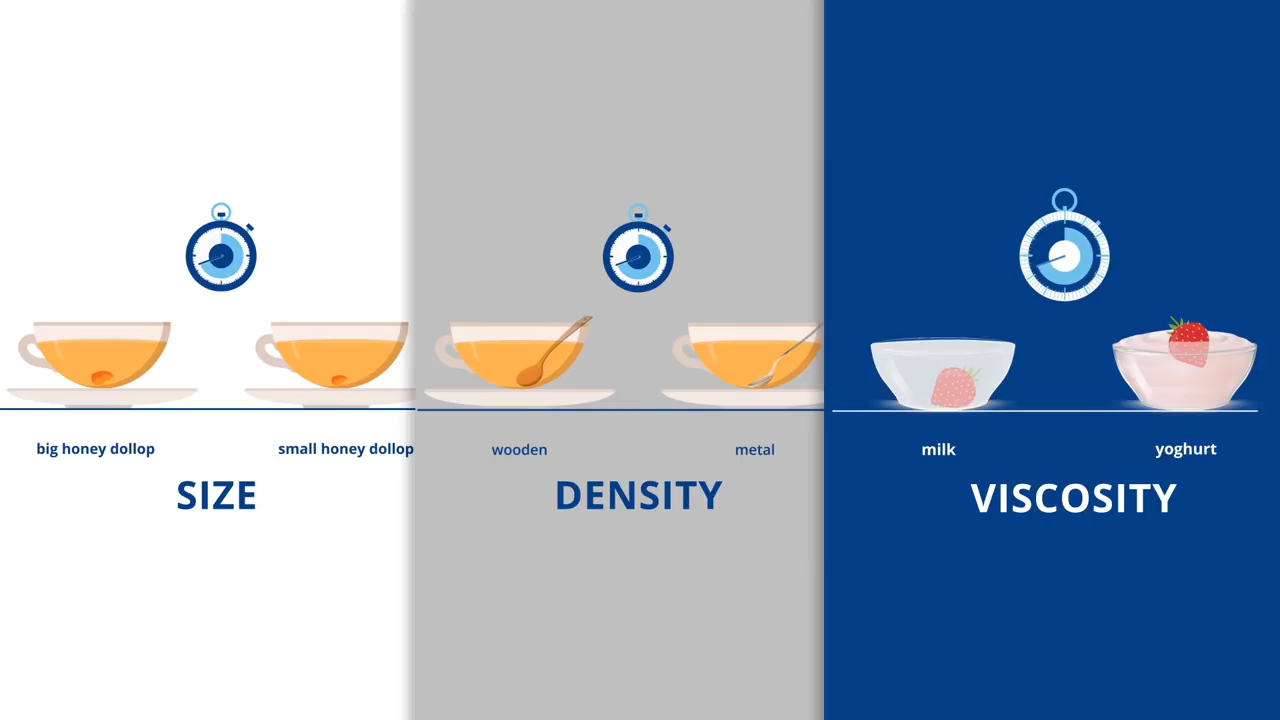 big honey dollop
small honey dollop
SIZE
wooden
metal
DENSITY
milk
yoghurt
VISCOSITY